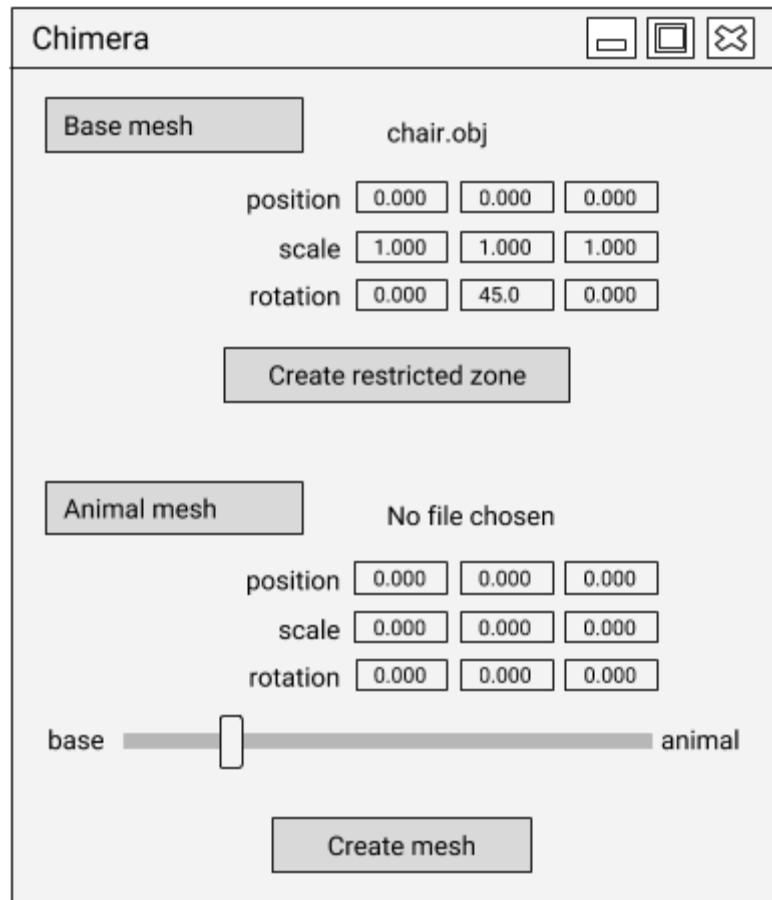 Chimera
Base mesh
chair.obj
position 0.000 0.000 0.000
scale 1.000 1.000 1.000
rotation 0.000 45.0 0.000
Create restricted zone
Animal mesh
No file chosen
position 0.000 0.000 0.000
scale 0.000 0.000 0.000
rotation 0.000 0.000 0.000
base animal
Create mesh